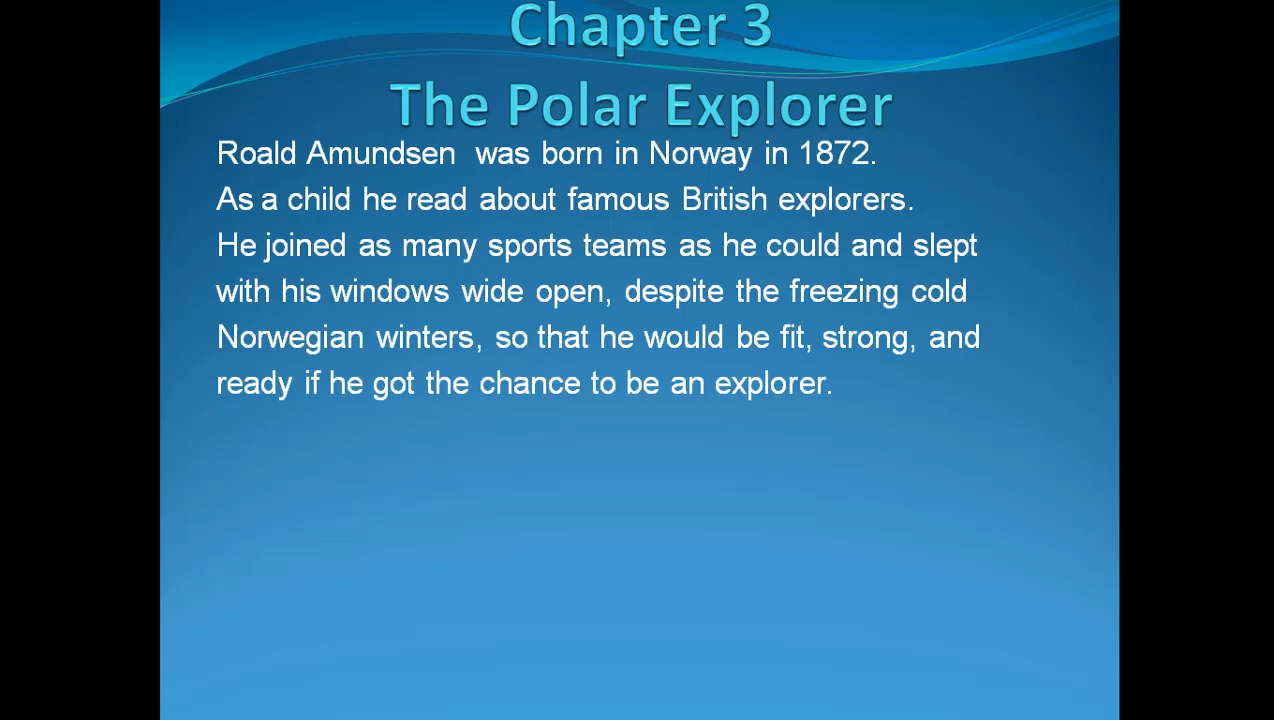 Chapter 3
The Polar Explorer
Roald Amundsen was born in Norway in 1872.
As a child he read about famous British explorers.
He joined as many sports teams as he could and slept
with his windows wide open, despite the freezing cold
Norwegian winters, so that he would be fit, strong, and
ready if he got the chance to be an explorer.